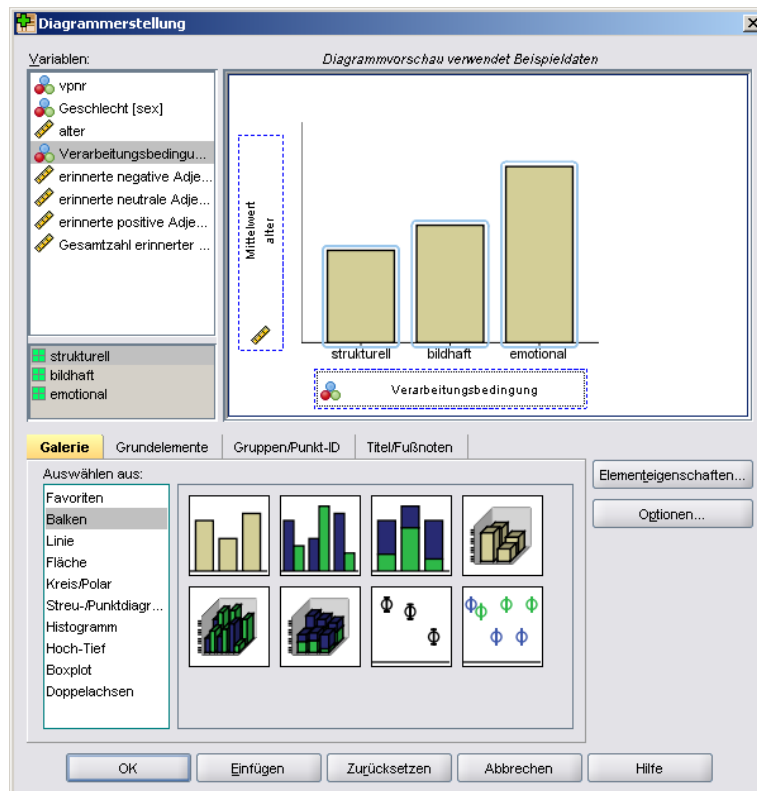 Diagrammerstellung
Variablen:
Diagrammvorschau verwendet Beispieldaten
vpnr
Geschlecht [sex]
alter
Verarbeitungsbedingu...
erinnerte negative Adje...
erinnerte neutrale Adje...
erinnerte positive Adje...
Gesamtzahl erinnerter ...
strukturell
bildhaft
emotional
Mittelwert
alter
strukturell bildhaft emotional
Verarbeitungsbedingung
Galerie Grundelemente Gruppen/Punkt-ID Titel/Fußnoten
Auswählen aus:
Favoriten
Balken
Linie
Fläche
Kreis/Polar
Streu-/Punktdiagr...
Histogramm
Hoch-Tief
Boxplot
Doppelachsen
Elementeigenschaften...
Optionen...
OK Einfügen Zurücksetzen Abbrechen Hilfe